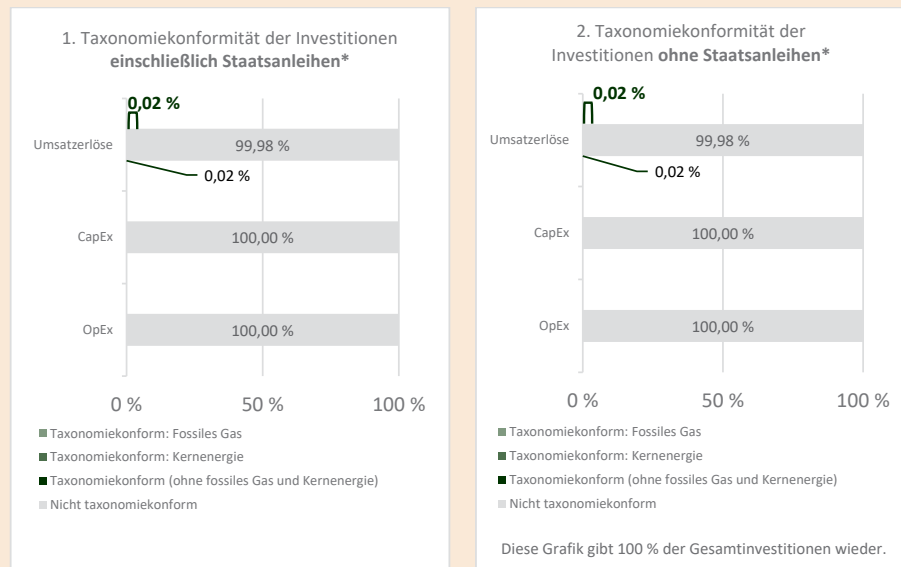 1. Taxonomiekonformität der Investitionen
einschließlich Staatsanleihen*
0,02 %
Umsatzerlöse
99,98 %
0,02 %
CapEx
100,00 %
OpEx
100,00 %
0 %
50 %
100 %
Taxonomiekonform: Fossiles Gas
Taxonomiekonform: Kernenergie
Taxonomiekonform (ohne fossiles Gas und Kernenergie)
Nicht taxonomiekonform
2. Taxonomiekonformität der
Investitionen ohne Staatsanleihen*
0,02 %
Umsatzerlöse
99,98 %
0,02 %
CapEx
100,00 %
OpEx
100,00 %
0 %
50 %
100 %
Taxonomiekonform: Fossiles Gas
Taxonomiekonform: Kernenergie
Taxonomiekonform (ohne fossiles Gas und Kernenergie)
Nicht taxonomiekonform
Diese Grafik gibt 100 % der Gesamtinvestitionen wieder.